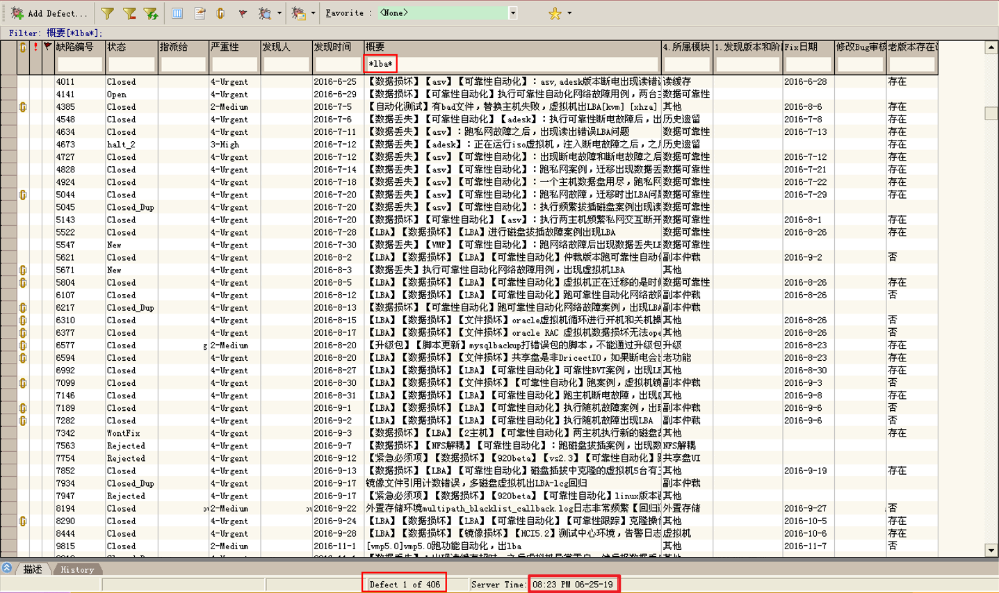 Add Defect... Favorite : <None>
Filter: 概要[*lba*];
缺陷编号 状态 指派给 严重性 发现人 发现时间 概要 4.所属模块 1.发现版本和阶 Fix日期 修改Bug审核 老版本存在
*lba*
4011 Closed 4-Urgent 2016-6-25 【数据损坏】【asv】【可靠性自动化】：asv,adesk版本断电出现读错 读缓存 2016-6-28 存在
4141 Open 4-Urgent 2016-6-29 【数据损坏】【可靠性自动化】执行可靠性自动化网络故障用例，两台 数据可靠性 存在
4385 Closed 2-Medium 2016-7-5 【自动化测试】有bad文件，替换主机失败，虚拟机出LBA[kvm] [xhza] 其他 2016-8-6 存在
4548 Closed 4-Urgent 2016-7-6 【数据丢失】【可靠性自动化】【adesk】：执行可靠性断电故障后，出 历史遗留 2016-7-8 存在
4634 Closed 4-Urgent 2016-7-11 【数据丢失】【asv】：跑私网故障之后，出现读出错误LBA问题 数据可靠性 2016-7-13 存在
4673 halt_2 3-High 2016-7-12 【数据丢失】【adesk】：正在运行iso虚拟机，注入断电故障之后，之 历史遗留 存在
4727 Closed 4-Urgent 2016-7-12 【数据丢失】【asv】【可靠性自动化】：出现断电故障和断电故障之后 数据可靠性 2016-7-12 存在
4828 Closed 4-Urgent 2016-7-14 【数据丢失】【asv】【可靠性自动化】：跑私网案例，迁移出现数据丢 数据可靠性 2016-7-21 存在
4924 Closed 4-Urgent 2016-7-18 【数据丢失】【asv】【可靠性自动化】：一个主机数据盘用尽，跑私网 数据可靠性 2016-7-22 存在
5044 Closed 4-Urgent 2016-7-20 【数据丢失】【asv】【可靠性自动化】：跑私网故障，迁移时出LBA问 数据可靠性 2016-7-29 存在
5045 Closed_Dup 4-Urgent 2016-7-20 【数据丢失】【asv】【可靠性自动化】：执行频繁拔插磁盘案例出现读 数据可靠性
5143 Closed 4-Urgent 2016-7-20 【数据丢失】【可靠性自动化】【asv】：执行两主机频繁私网交互断开 数据可靠性 2016-8-1 存在
5522 Closed 4-Urgent 2016-7-28 【LBA】【数据损坏】【LBA】进行磁盘拔插故障案例出现LBA 数据可靠性 2016-8-26 存在
5547 New 4-Urgent 2016-7-30 【数据丢失】【VMP】【可靠性自动化】：跑网络故障后出现数据丢失 数据可靠性
5621 Closed 4-Urgent 2016-8-2 【LBA】【数据损坏】【LBA】【可靠性自动化】仲裁版本跑可靠性自动 副本仲裁 2016-9-2 否
5671 New 4-Urgent 2016-8-3 【数据丢失】执行可靠性自动化网络故障用例，出现虚拟机LBA 其他
5804 Closed 4-Urgent 2016-8-5 【LBA】【数据损坏】【LBA】【可靠性自动化】虚拟机正在迁移的是时 数据可靠性 2016-8-26 存在
6107 Closed 4-Urgent 2016-8-12 【LBA】【数据损坏】【LBA】【可靠性自动化】跑可靠性自动化网络故 副本仲裁 2016-8-26 否
6217 Closed_Dup 4-Urgent 2016-8-13 【数据损坏】【可靠性自动化】跑可靠性自动化网络故障案例，出现LBA 副本仲裁
6310 Closed 4-Urgent 2016-8-15 【LBA】【数据损坏】【文件损坏】oracle虚拟机循环进行开机和关机操 其他 2016-8-26 否
6377 Closed 4-Urgent 2016-8-17 【LBA】【数据损坏】【文件损坏】oracle RAC 虚拟机数据损坏无法ope 其他 2016-8-26 否
6577 Closed g 2-Medium 2016-8-20 【升级包】【脚本更新】mysqlbackup打错误包的脚本，不能通过升级包 升级 2016-8-23 存在
6594 Closed 4-Urgent 2016-8-20 【LBA】【数据损坏】【文件损坏】共享盘是非DricectIO，如果断电会 老功能 2016-8-23 存在
6992 Closed 4-Urgent 2016-8-27 【LBA】【数据损坏】【LBA】【可靠性自动化】可靠性BVT案例，出现L 其他 2016-8-30 存在
7099 Closed 4-Urgent 2016-8-30 【LBA】【数据损坏】【文件损坏】【可靠性自动化】跑案例，虚拟机镜 副本仲裁 2016-9-3 否
7146 Closed 4-Urgent 2016-8-31 【LBA】【数据损坏】【LBA】【可靠性自动化】跑主机断电故障，出现 其他 2016-9-8 存在
7189 Closed 4-Urgent 2016-9-1 【LBA】【数据损坏】【LBA】【可靠性自动化】执行随机故障案例，出现 副本仲裁 2016-9-6 否
7282 Closed 4-Urgent 2016-9-2 【LBA】【数据损坏】【LBA】【可靠性自动化】执行随机故障出现LBA 副本仲裁 2016-9-6 否
7342 WontFix 4-Urgent 2016-9-3 【数据损坏】【LBA】【2主机】【可靠性自动化】两主机执行新的磁盘 其他 存在
7563 Rejected 4-Urgent 2016-9-7 【数据损坏】【NFS解耦】【可靠性自动化】：跑磁盘拔插案例，出现数 NFS解耦
7754 Rejected 4-Urgent 2016-9-12 【紧急必须项】【数据损坏】【920beta】【vs2.3】【可靠性自动化】 共享盘UI
7852 Closed 4-Urgent 2016-9-13 【数据损坏】【LBA】【可靠性自动化】磁盘插拔中克隆的虚拟机5台有 其他 2016-9-19 存在
7934 Closed_Dup 4-Urgent 2016-9-17 镜像文件引用计数错误，多磁盘虚拟机出LBA-lcg回归 副本仲裁
7947 Rejected 4-Urgent 2016-9-17 【紧急必须项】【数据损坏】【920beta】【可靠性自动化】linux版本 其他
8194 Closed 2-Medium 2016-9-22 外置存储环境multipath_blacklist_callback.log日志非常频繁【回归 外置存储 2016-9-27 否
8290 Closed 4-Urgent 2016-9-24 【LBA】【数据损坏】【LBA】【可靠性自动化】【可靠性跟踪】克隆操 其他 2016-10-5 存在
8444 Closed 4-Urgent 2016-9-28 【LBA】【数据损坏】【镜像损坏】【HCI5.2】测试中心环境，告警日志 虚拟机 2016-10-6 存在
9815 Closed 2-Medium 2016-11-1 [vmp5.0]vmp5.0跑功能自动化，出lba 其他 2016-11-7 否
描述 History
Defect 1 of 406 Server Time: 08:23 PM 06-25-19